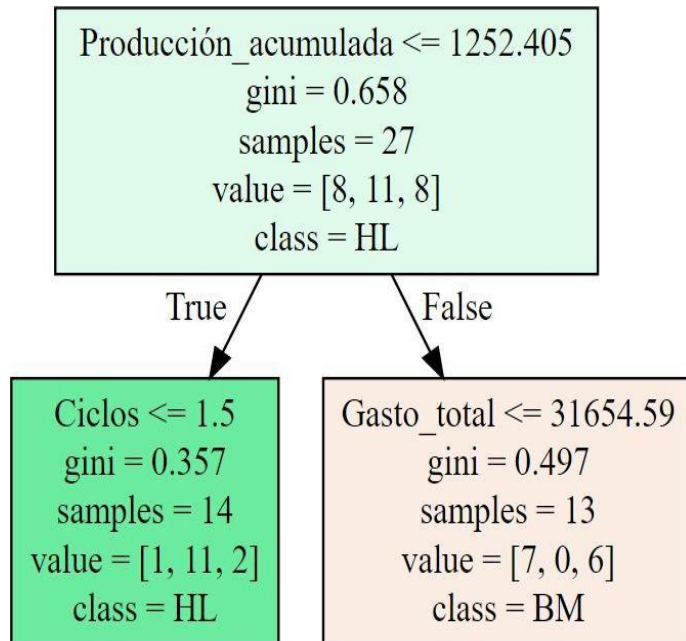 Producción_acumulada <= 1252.405
gini = 0.658
samples = 27
value = [8, 11, 8]
class = HL
True
False
Ciclos <= 1.5
gini = 0.357
samples = 14
value = [1, 11, 2]
class = HL
Gasto_total <= 31654.59
gini = 0.497
samples = 13
value = [7, 0, 6]
class = BM